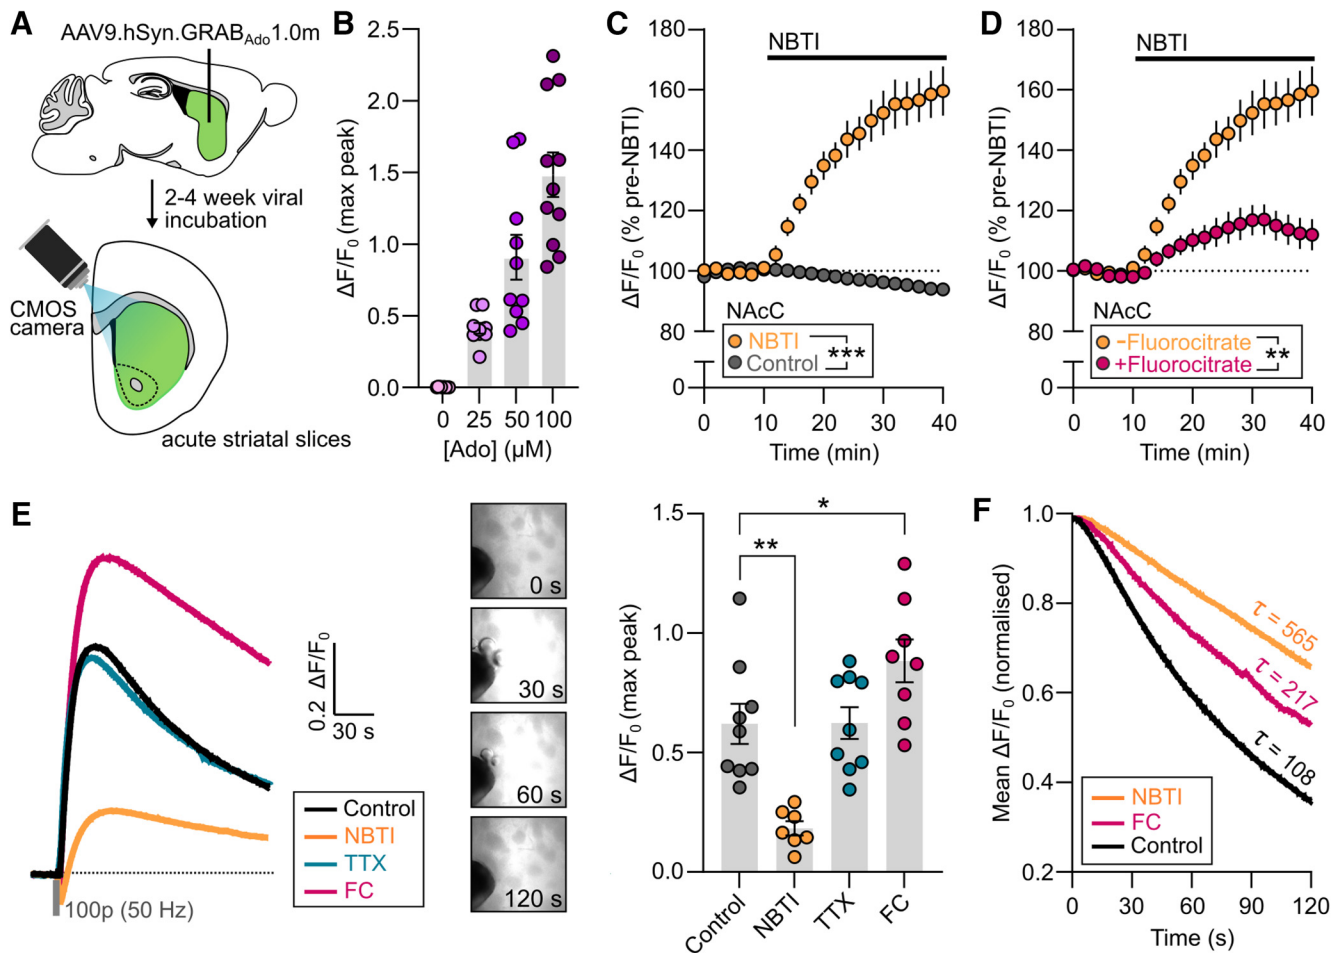 A
AAV9.hSyn.GRAB_Ado1.0m
2-4 week viral
incubation
CMOS
camera
acute striatal slices
B
ΔF/F₀ (max peak)
2.5
2.0
1.5
1.0
0.5
0.0
0 25 50 100
[Ado] (μM)
C
NBTI
ΔF/F₀ (% pre-NBTI)
180
160
140
120
100
80
0
NAcC
NBTI
Control
***
0 10 20 30 40
Time (min)
D
NBTI
ΔF/F₀ (% pre-NBTI)
180
160
140
120
100
80
0
NAcC
-Fluorocitrate
+Fluorocitrate
**
0 10 20 30 40
Time (min)
E
0.2 ΔF/F₀
30 s
Control
NBTI
TTX
FC
100p (50 Hz)
0 s
30 s
60 s
120 s
ΔF/F₀ (max peak)
1.5
1.0
0.5
0.0
*
**
Control NBTI TTX FC
F
Mean ΔF/F₀ (normalised)
1.0
0.8
0.6
0.4
0.2
τ = 565
τ = 217
τ = 108
NBTI
FC
Control
0 30 60 90 120
Time (s)